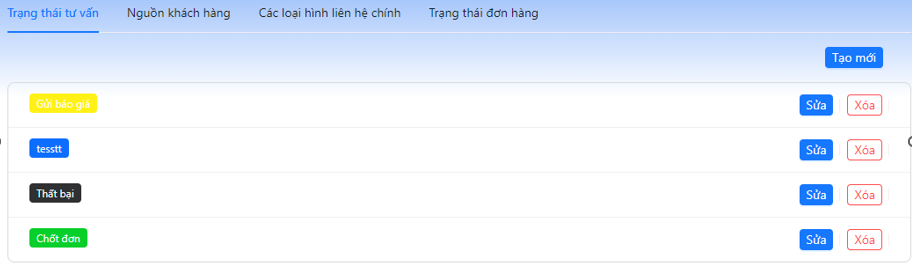 Trạng thái tư vấn Nguồn khách hàng Các loại hình liên hệ chính Trạng thái đơn hàng
Tạo mới
Gửi báo giá Sửa Xóa
tesstt Sửa Xóa
Thất bại Sửa Xóa
Chốt đơn Sửa Xóa